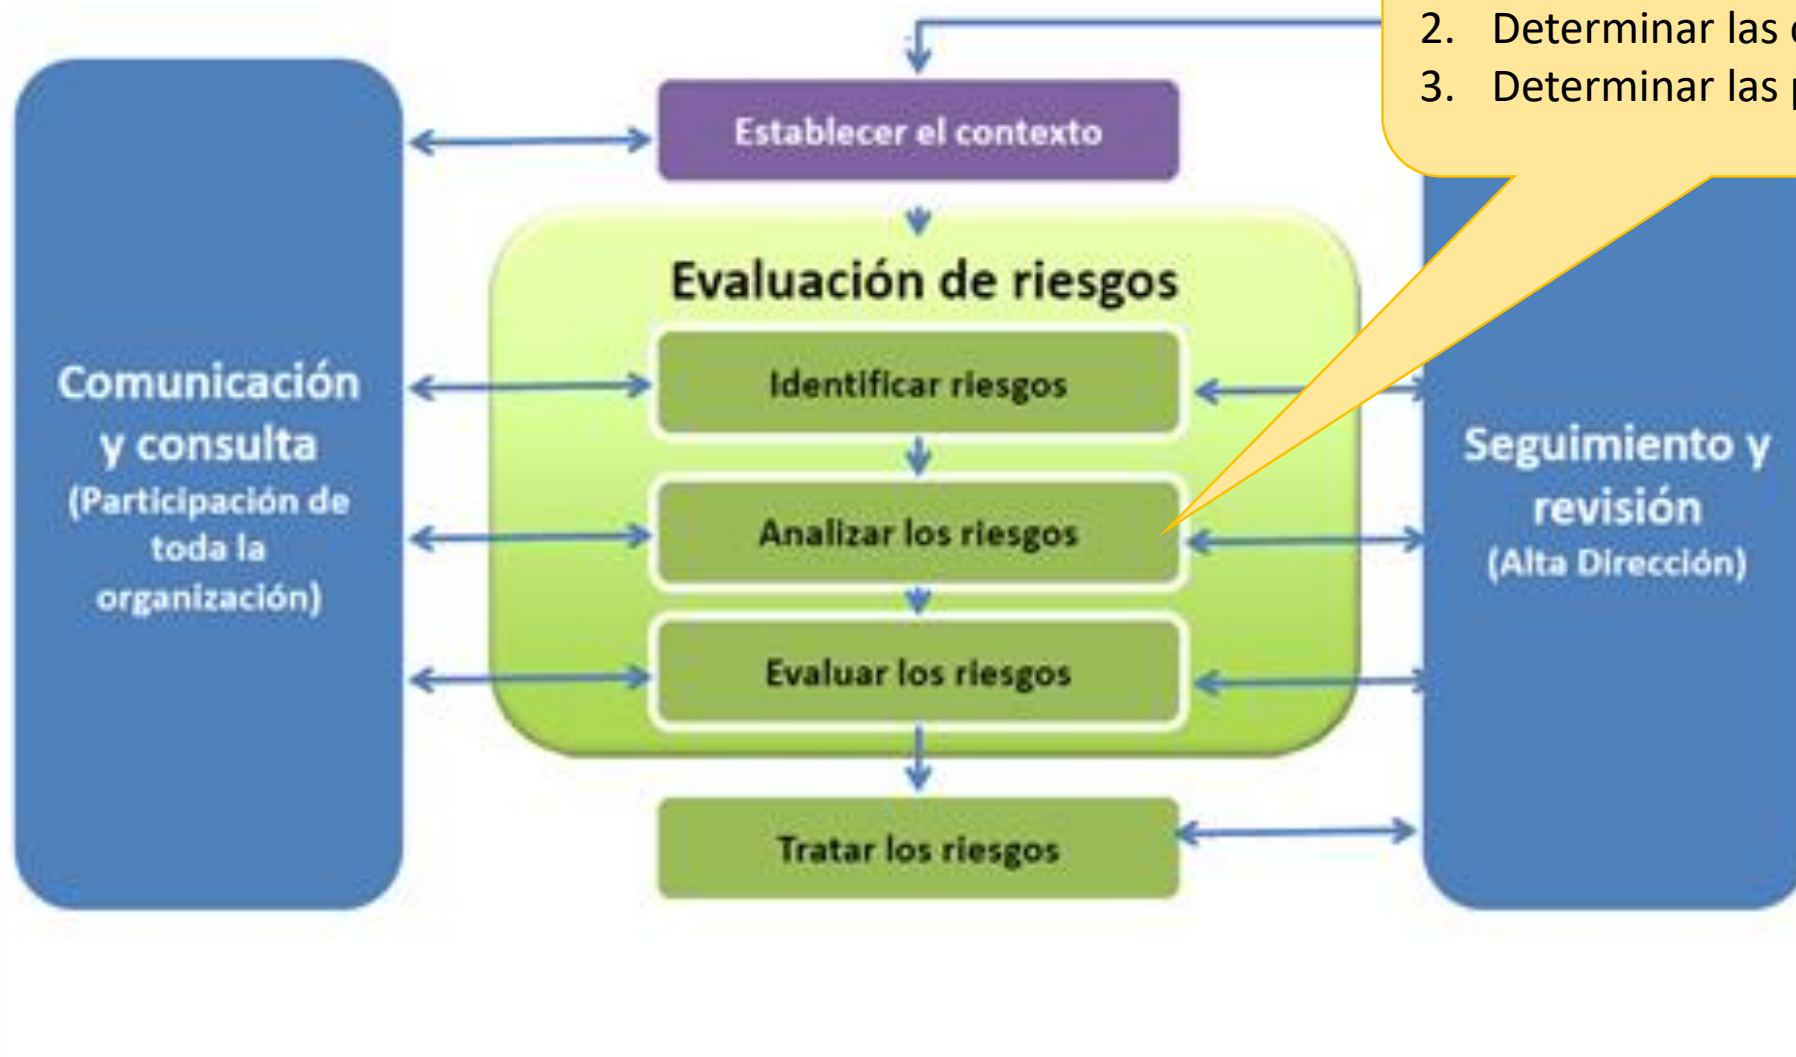 2. Determinar las
3. Determinar las
Establecer el contexto
Evaluación de riesgos
Identificar riesgos
Analizar los riesgos
Evaluar los riesgos
Tratar los riesgos
Comunicación
y consulta
(Participación de
toda la
organización)
Seguimiento y
revisión
(Alta Dirección)